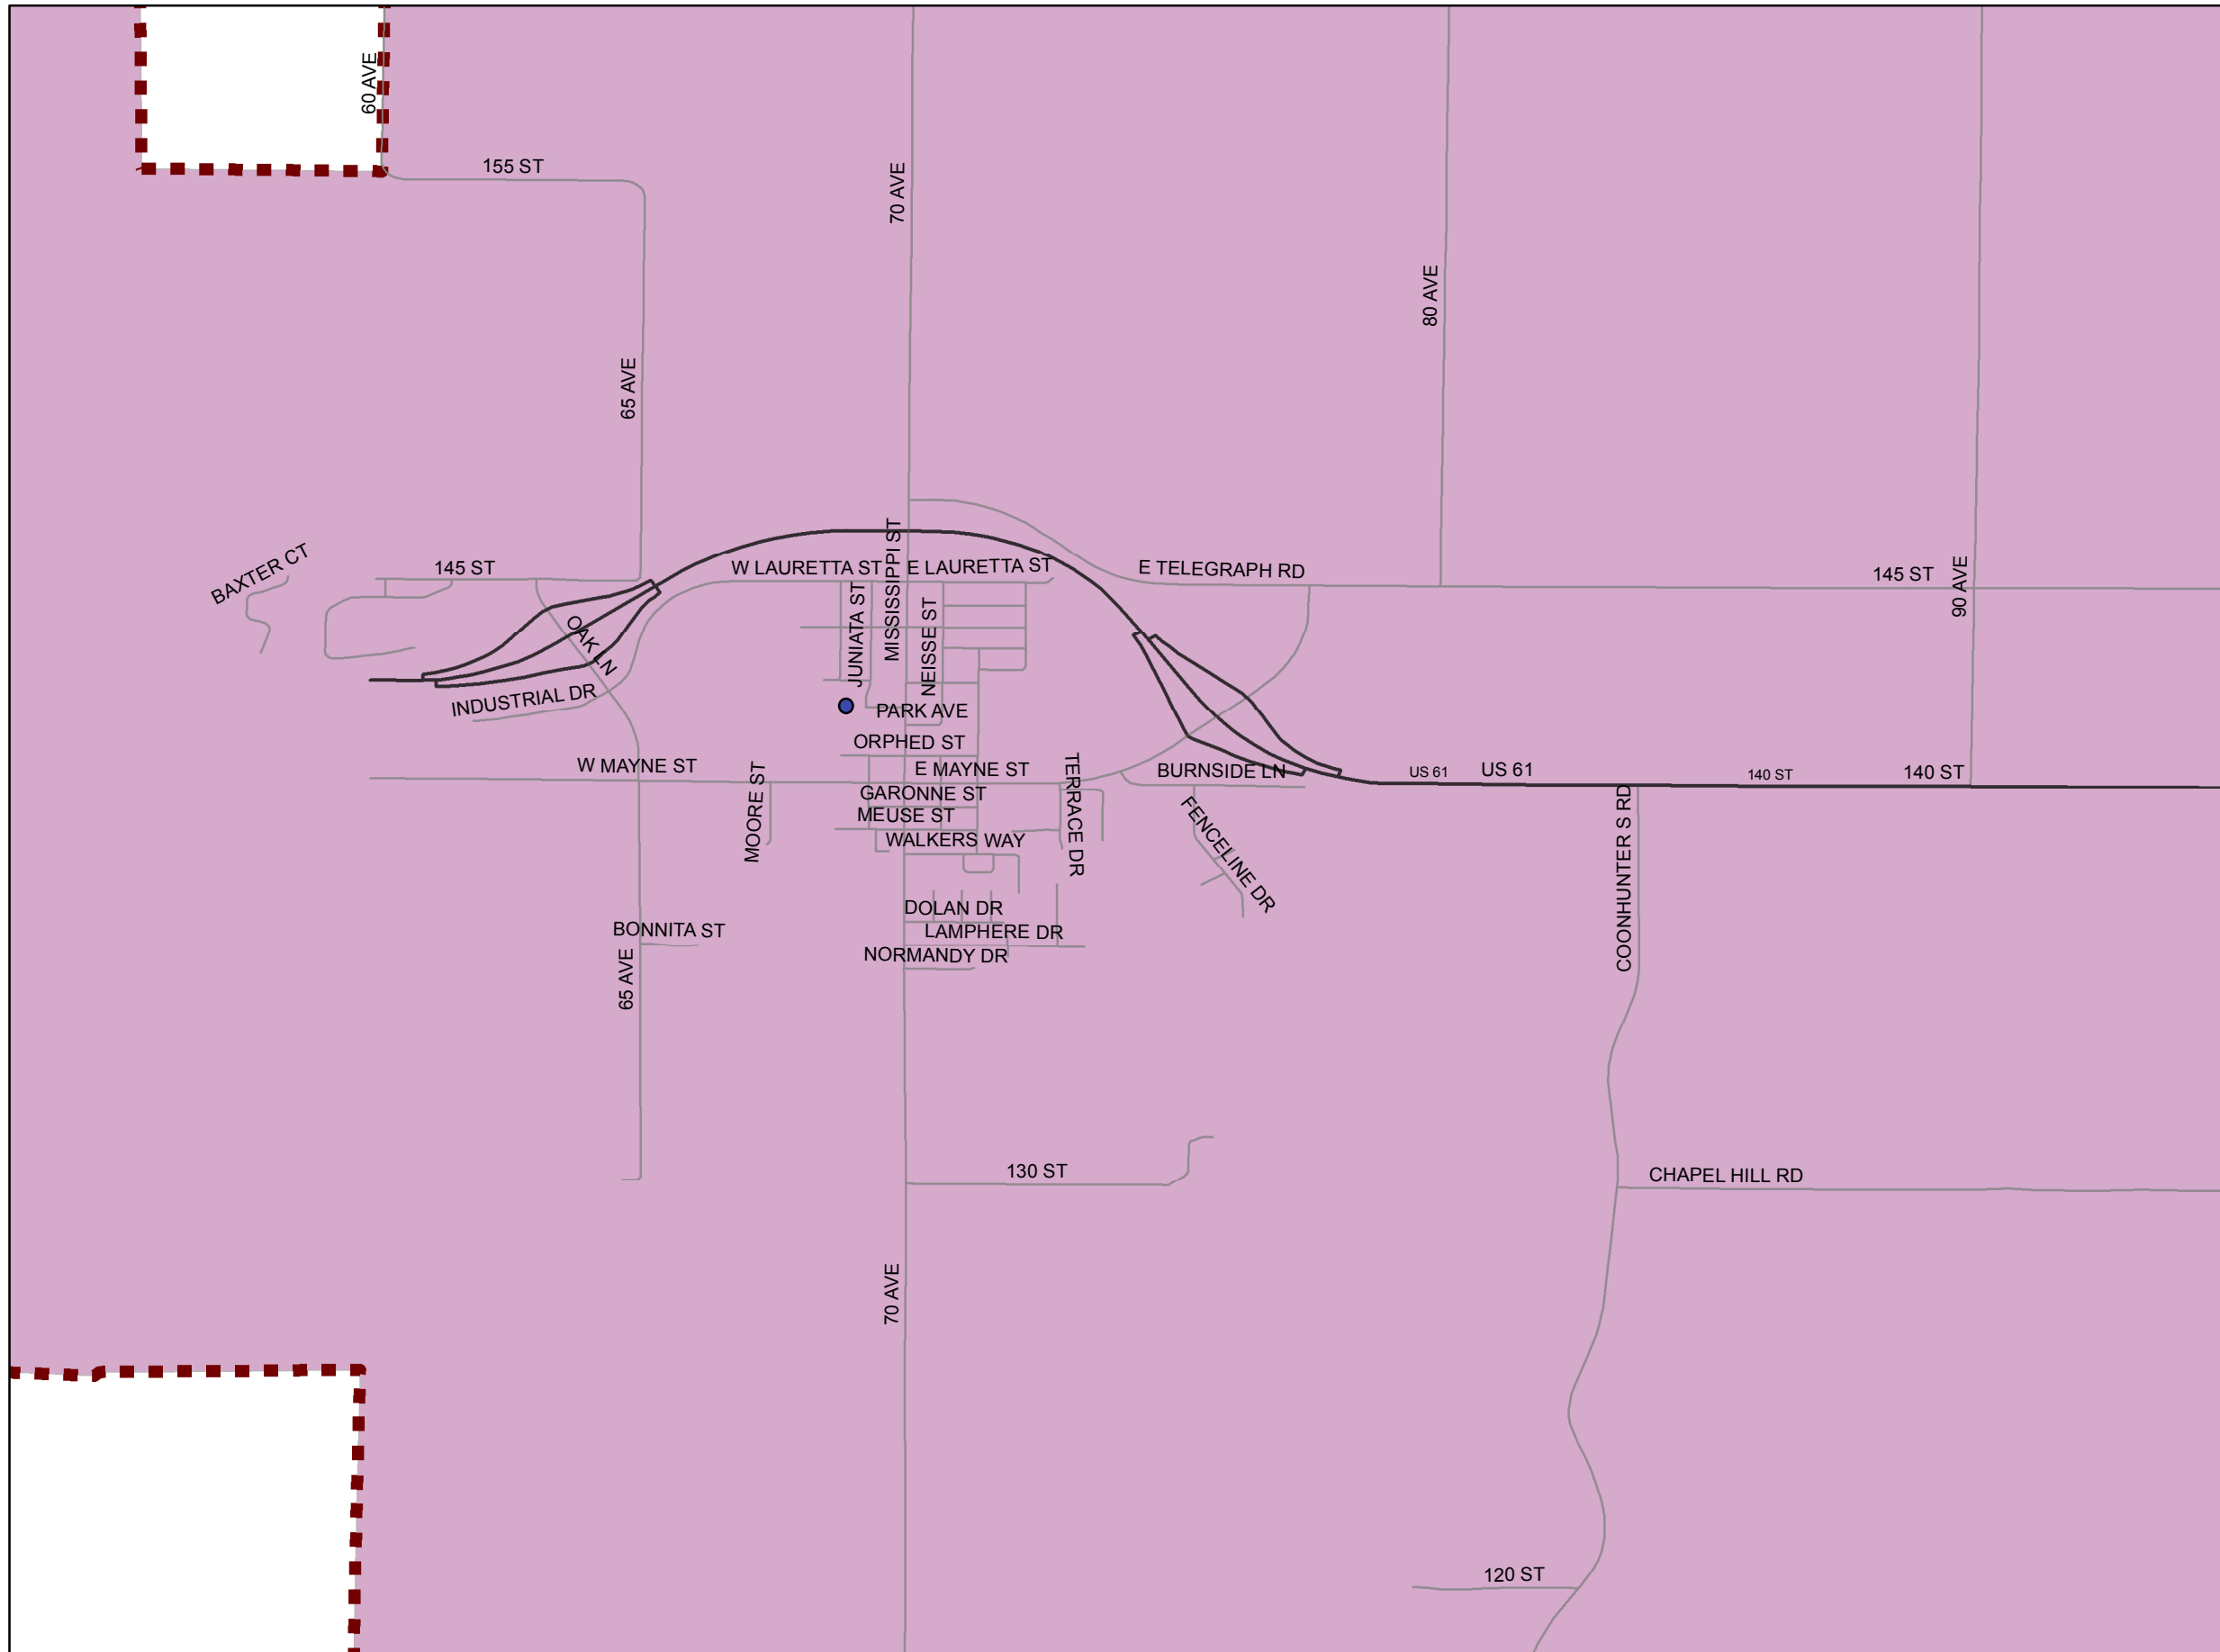 60 AVE
155 ST
70 AVE
80 AVE
65 AVE
MISSISSIPPI ST
BAXTER CT
145 ST
W LAURETTA ST
E LAURETTA ST
E TELEGRAPH RD
145 ST
90 AVE
JUNIATA ST
NEISSE ST
OAK LN
INDUSTRIAL DR
PARK AVE
ORPHED ST
W MAYNE ST
E MAYNE ST
TERRACE DR
BURNSIDE LN
US 61
US 61
140 ST
140 ST
MOORE ST
GARONNE ST
MEUSE ST
WALKERS WAY
FENCELINE DR
COONHUNTER S RD
DOLAN DR
BONNITA ST
LAMPHERE DR
NORMANDY DR
65 AVE
130 ST
CHAPEL HILL RD
70 AVE
120 ST